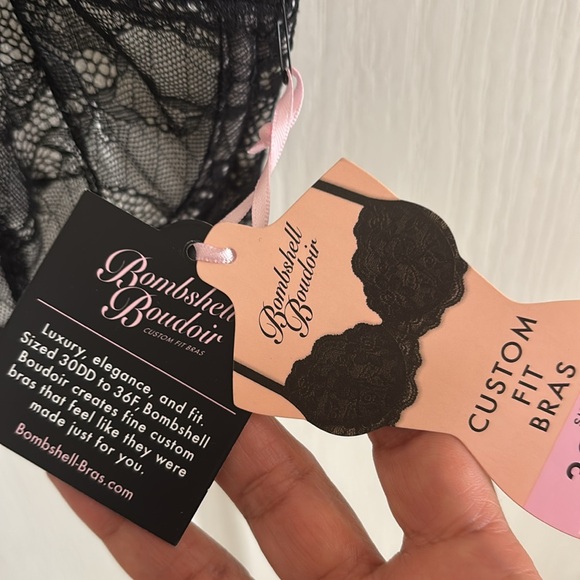 Bombshell
Boudoir
CUSTOM FIT BRAS
Luxury, elegance, and fit.
Sized 30DD to 36F, Bombshell
Boudoir creates fine custom
bras that feel like they were
made just for you.
Bombshell-Bras.com
Bombshell
Boudoir
CUSTOM
FIT
BRAS